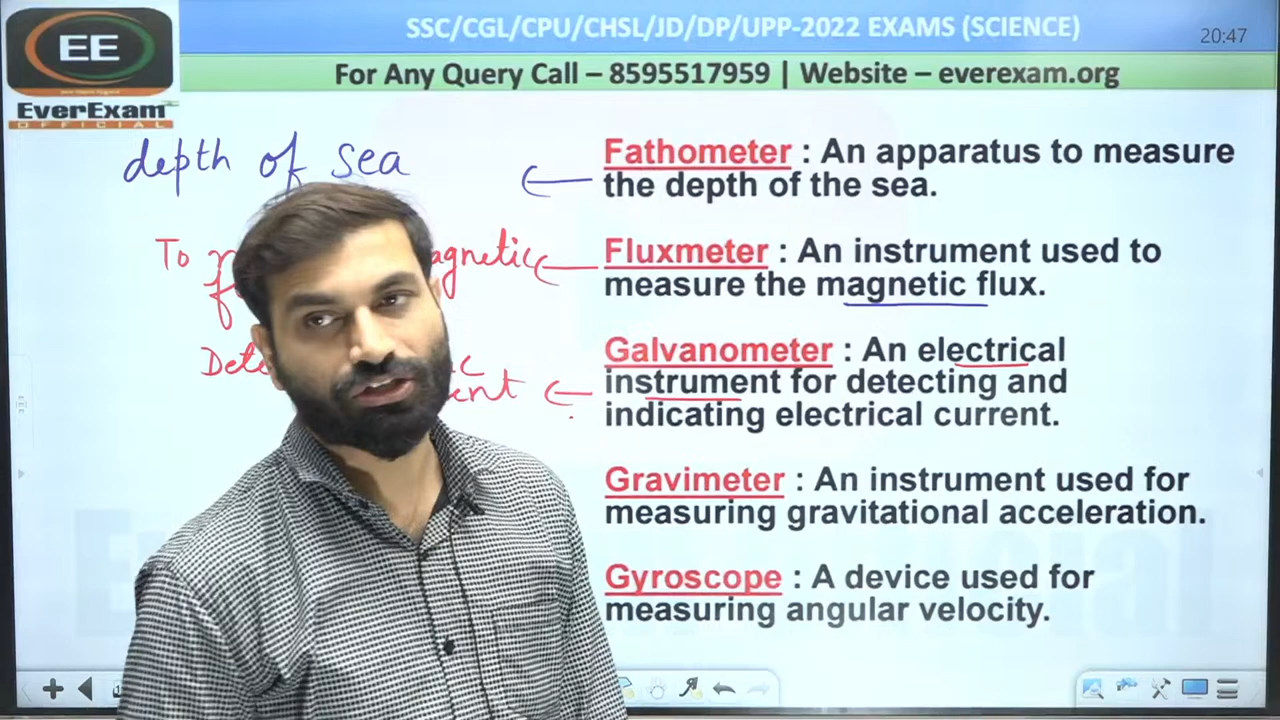 SSC/CGL/CPU/CHSL/JD/DP/UPP-2022 EXAMS (SCIENCE)
20:47
For Any Query Call – 8595517959 | Website – everexam.org
EE
EverExam
OFFICIAL
depth of sea
Fathometer : An apparatus to measure
the depth of the sea.
To agnetic
Fluxmeter : An instrument used to
measure the magnetic flux.
Galvanometer : An electrical
instrument for detecting and
indicating electrical current.
Gravimeter : An instrument used for
measuring gravitational acceleration.
Gyroscope : A device used for
measuring angular velocity.